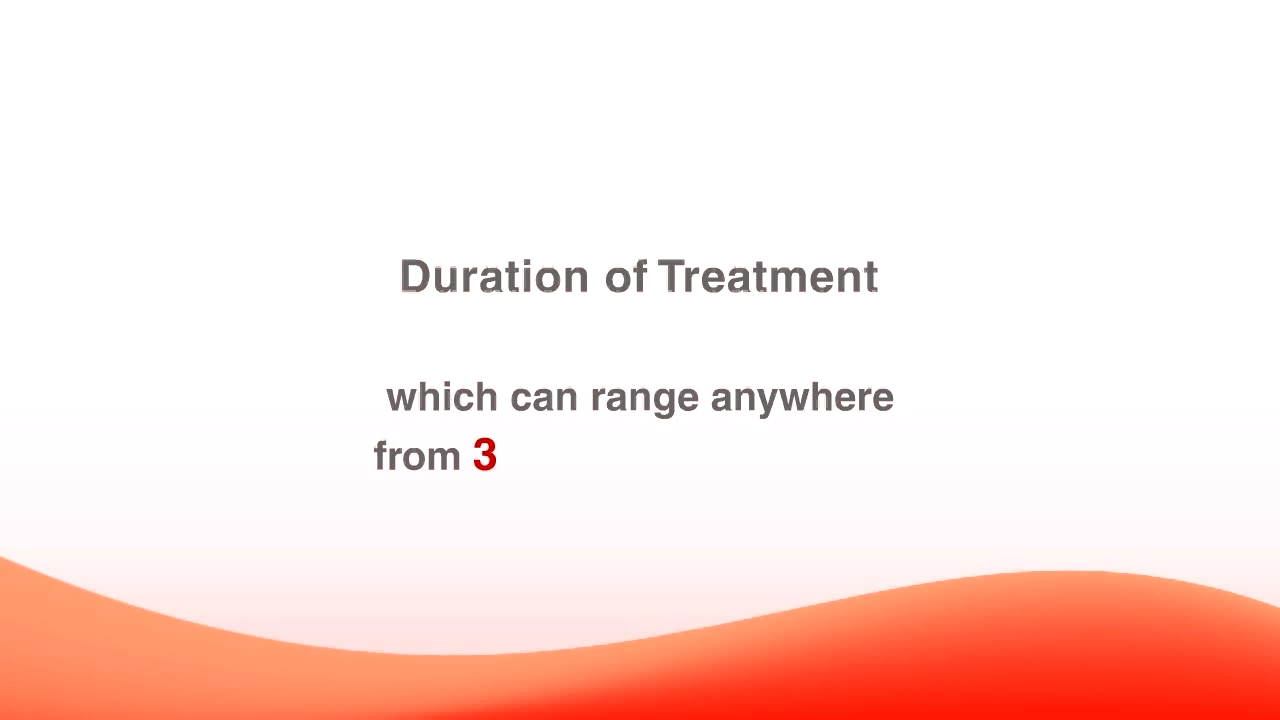 Duration of Treatment
which can range anywhere
from 3